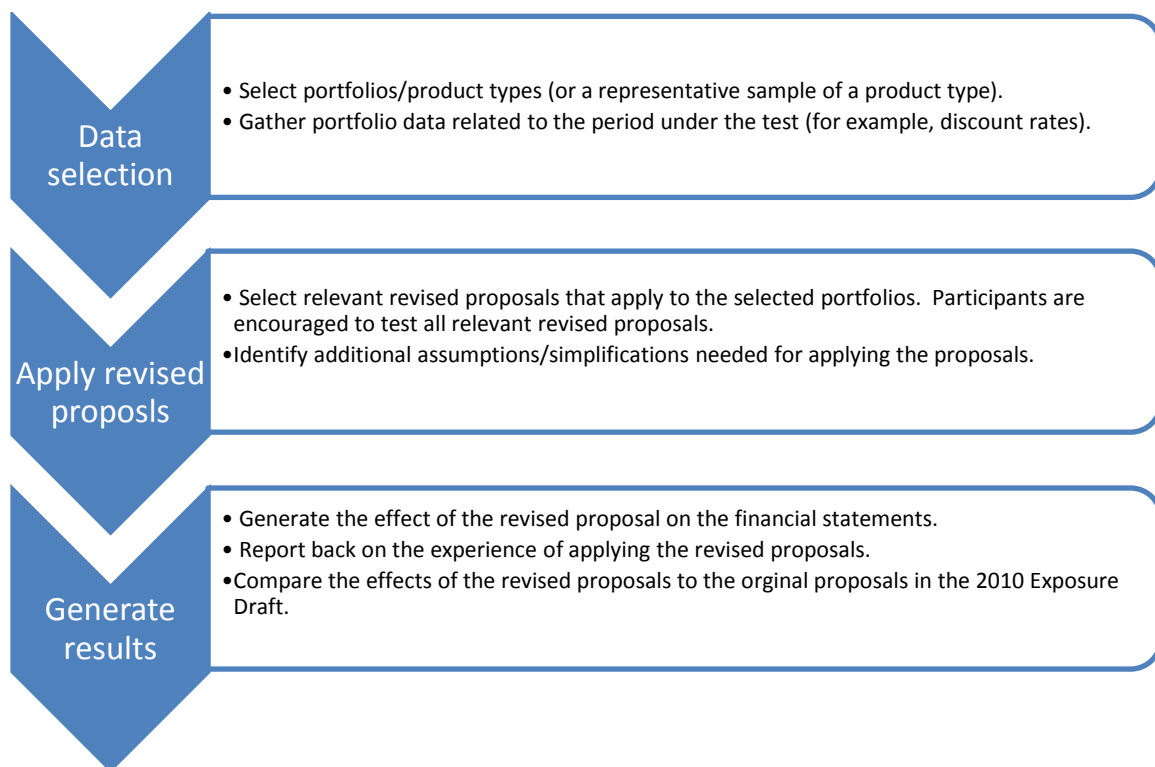 Data
selection
• Select portfolios/product types (or a representative sample of a product type).
• Gather portfolio data related to the period under the test (for example, discount rates).
Apply revised
proposls
• Select relevant revised proposals that apply to the selected portfolios.  Participants are
encouraged to test all relevant revised proposals.
•Identify additional assumptions/simplifications needed for applying the proposals.
Generate
results
• Generate the effect of the revised proposal on the financial statements.
• Report back on the experience of applying the revised proposals.
•Compare the effects of the revised proposals to the orginal proposals in the 2010 Exposure
Draft.